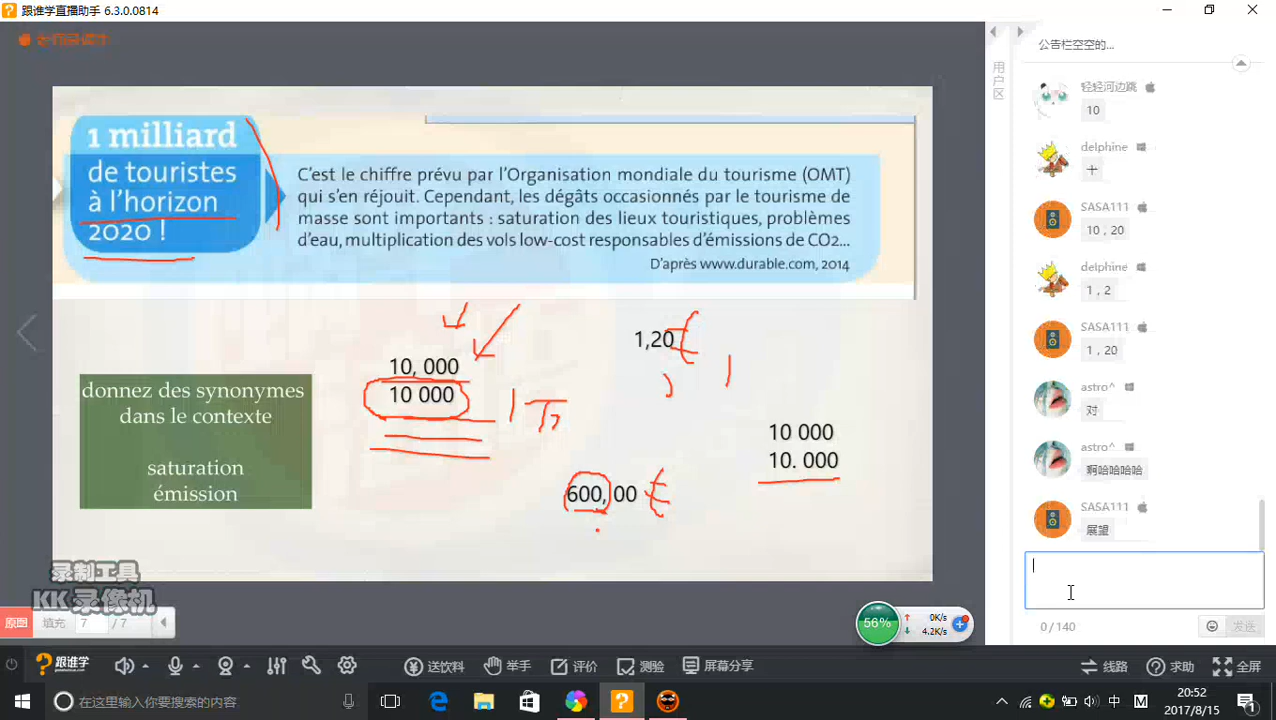 跟谁学直播助手 6.3.0.0814
公告栏空空的...
用户区
1 milliard
de touristes
à l'horizon
2020 !
C'est le chiffre prévu par l'Organisation mondiale du tourisme (OMT)
qui s'en réjouit. Cependant, les dégâts occasionnés par le tourisme de
masse sont importants : saturation des lieux touristiques, problèmes
d'eau, multiplication des vols low-cost responsables d'émissions de CO2...
D'après www.durable.com, 2014
donnez des synonymes
dans le contexte
saturation
émission
10, 000
10 000
1,20 €
10 000
10. 000
600, 00 €
轻轻河边跳
10
delphine
十
SASA111
10，20
delphine
1，2
SASA111
1，20
astro^
对
astro^
啊哈哈哈哈
SASA111
展望
0 / 140
发送
录制工具
KK 录像机
原图 填充 7 / 7
56%
0K/s
4.2K/s
跟谁学
送饮料 举手 评价 测验 屏幕分享 线路 求助 全屏
在这里输入你要搜索的内容
中 M
20:52
2017/8/15
1